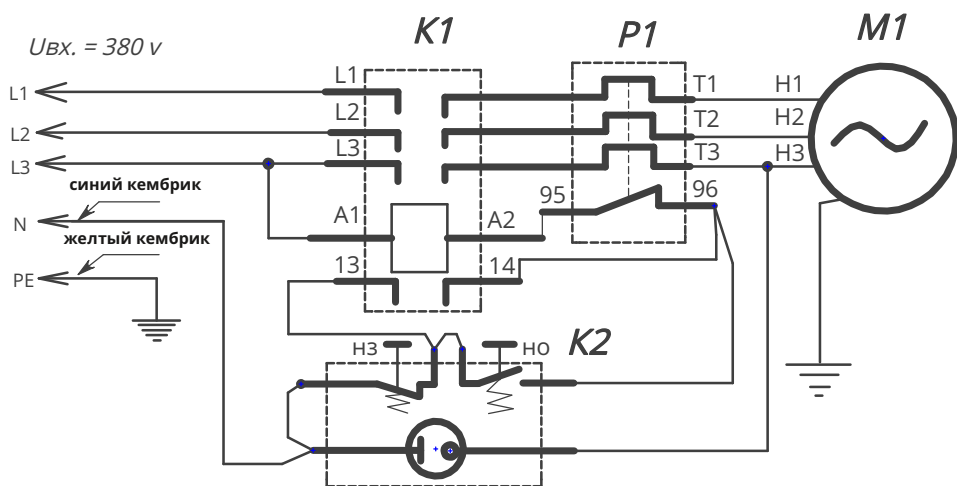 K1
P1
M1
Uвх. = 380 v
L1
L1
T1
H1
L2
L2
T2
H2
L3
L3
T3
H3
синий кембрик
95
96
N
A1
A2
желтый кембрик
PE
13
14
нз
но
K2